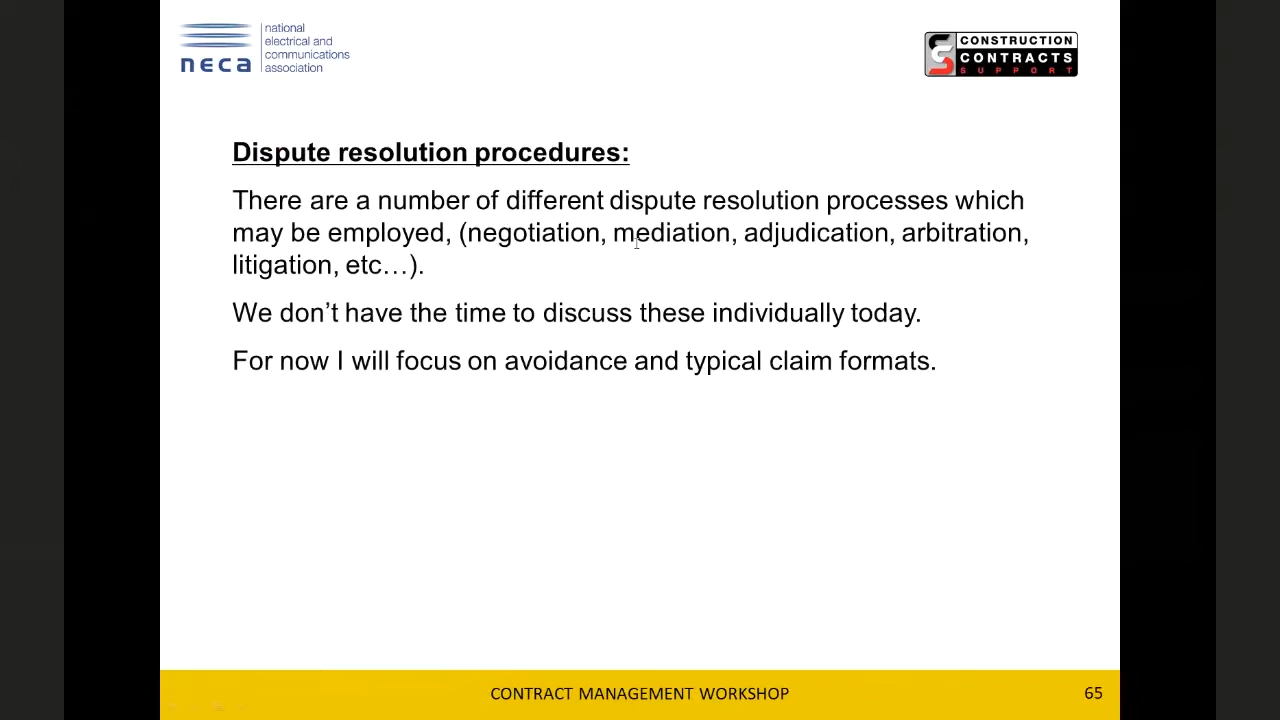 neca
national
electrical and
communications
association
CONSTRUCTION
CONTRACTS
SUPPORT
Dispute resolution procedures:
There are a number of different dispute resolution processes which
may be employed, (negotiation, mediation, adjudication, arbitration,
litigation, etc…).
We don’t have the time to discuss these individually today.
For now I will focus on avoidance and typical claim formats.
CONTRACT MANAGEMENT WORKSHOP
65